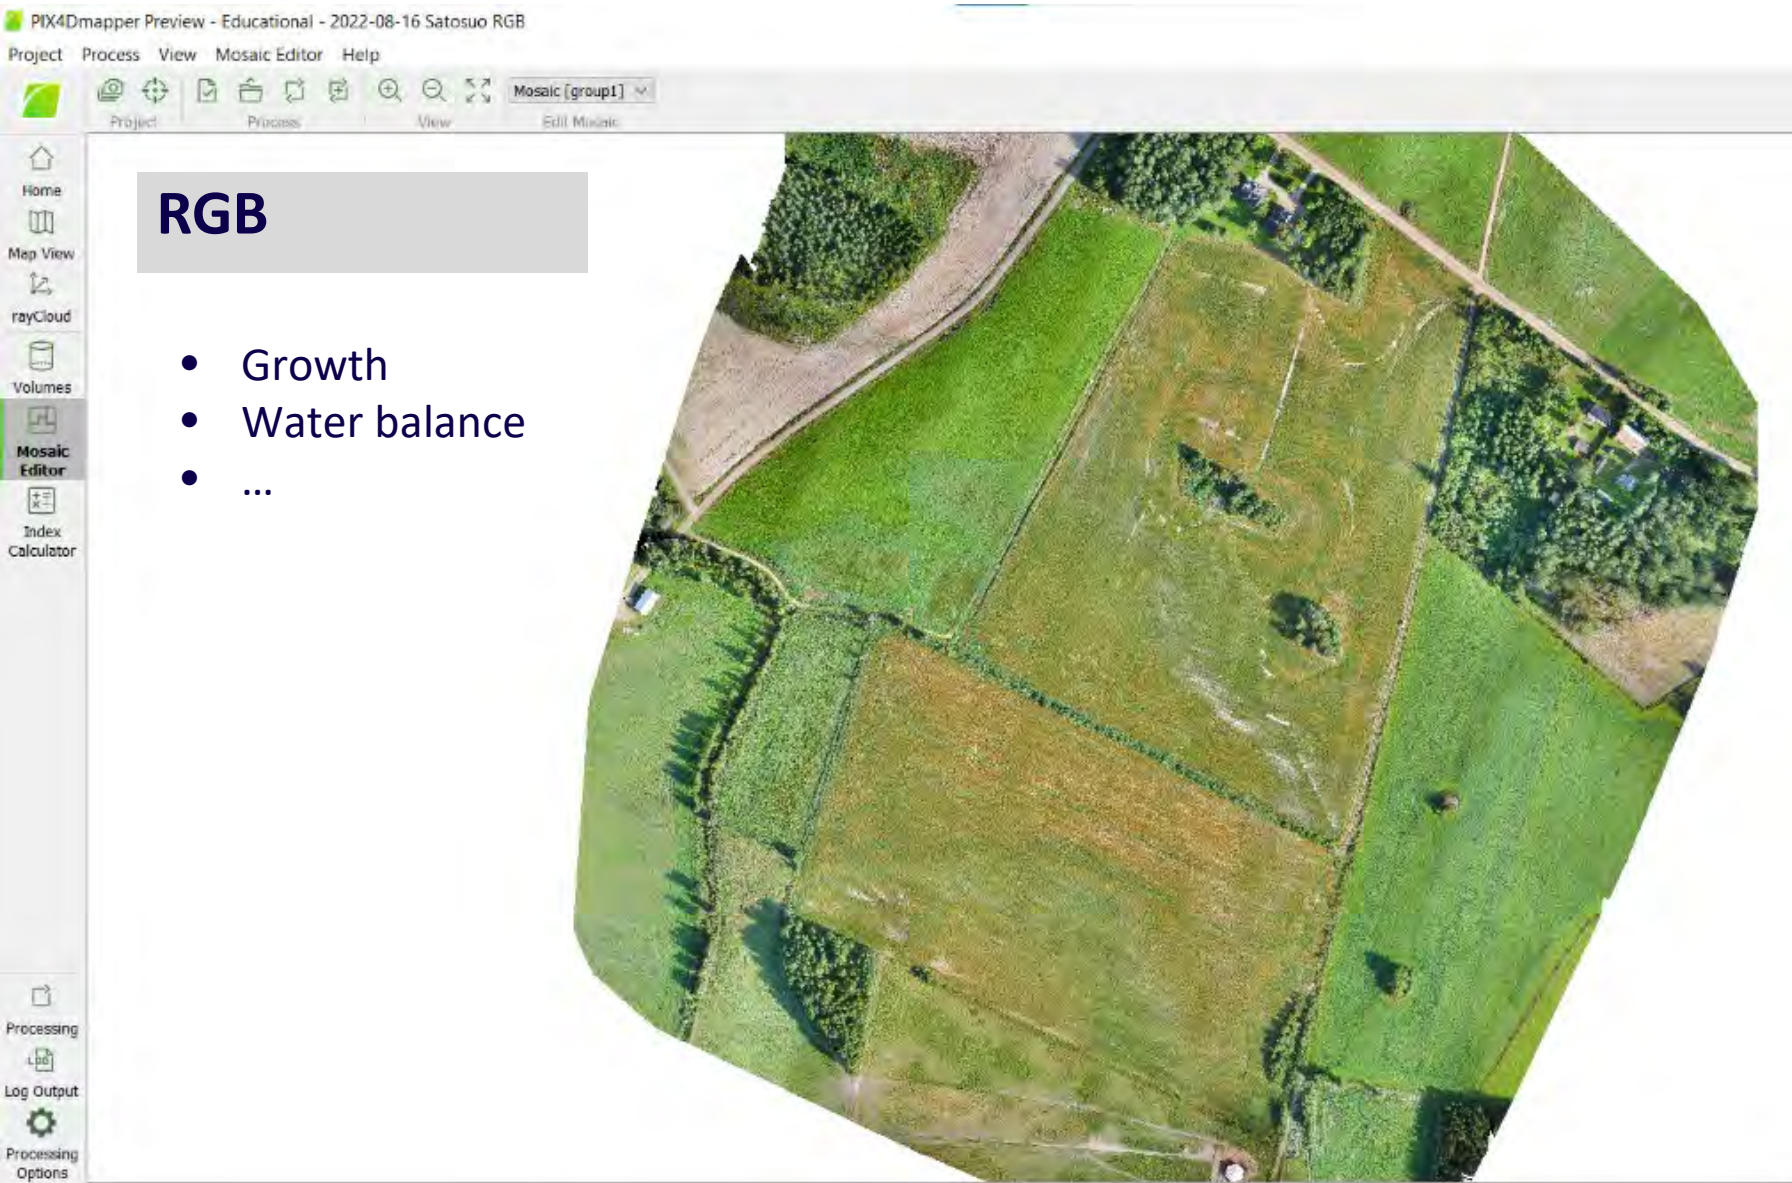 PIX4Dmapper Preview - Educational - 2022-08-16 Satosuo RGB
Project Process View Mosaic Editor Help
Mosaic [group1]
Project Process View Edit Mosaic
Home
Map View
rayCloud
Volumes
Mosaic
Editor
Index
Calculator
RGB
• Growth
• Water balance
• ...
Processing
LOG
Log Output
Processing
Options